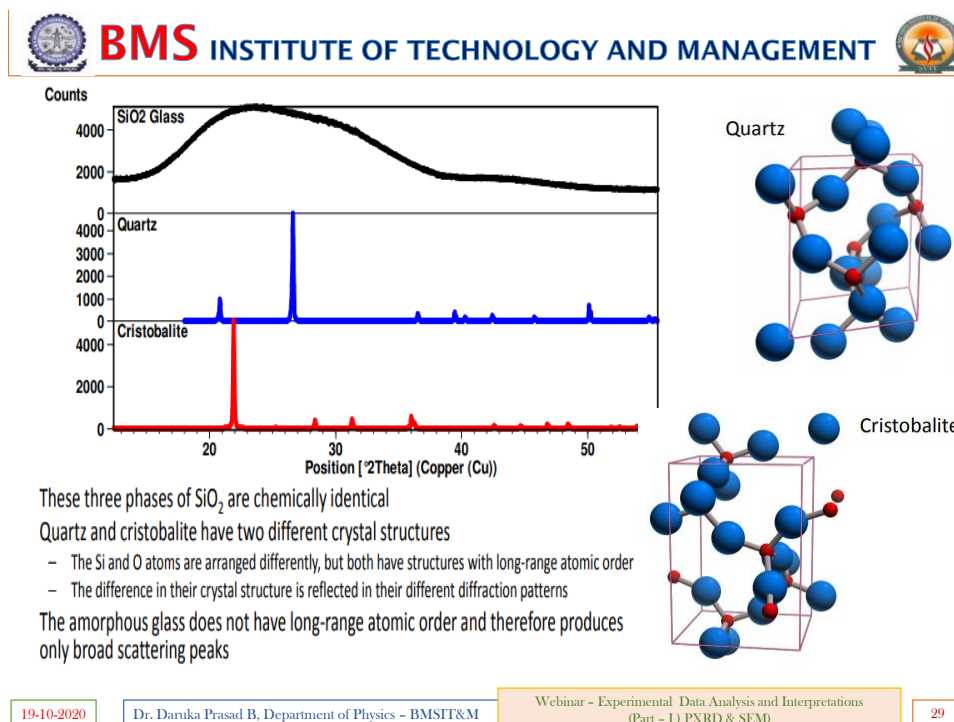 BMS INSTITUTE OF TECHNOLOGY AND MANAGEMENT
Counts
SiO2 Glass
4000
2000
0
Quartz
4000
3000
2000
1000
0
Cristobalite
4000
2000
0
20 30 40 50
Position [°2Theta] (Copper (Cu))
Quartz
Cristobalite
These three phases of SiO2 are chemically identical
Quartz and cristobalite have two different crystal structures
– The Si and O atoms are arranged differently, but both have structures with long-range atomic order
– The difference in their crystal structure is reflected in their different diffraction patterns
The amorphous glass does not have long-range atomic order and therefore produces
only broad scattering peaks
19-10-2020
Dr. Daruka Prasad B, Department of Physics – BMSIT&M
Webinar – Experimental Data Analysis and Interpretations
(Part – I ) PXRD & SEM)
29